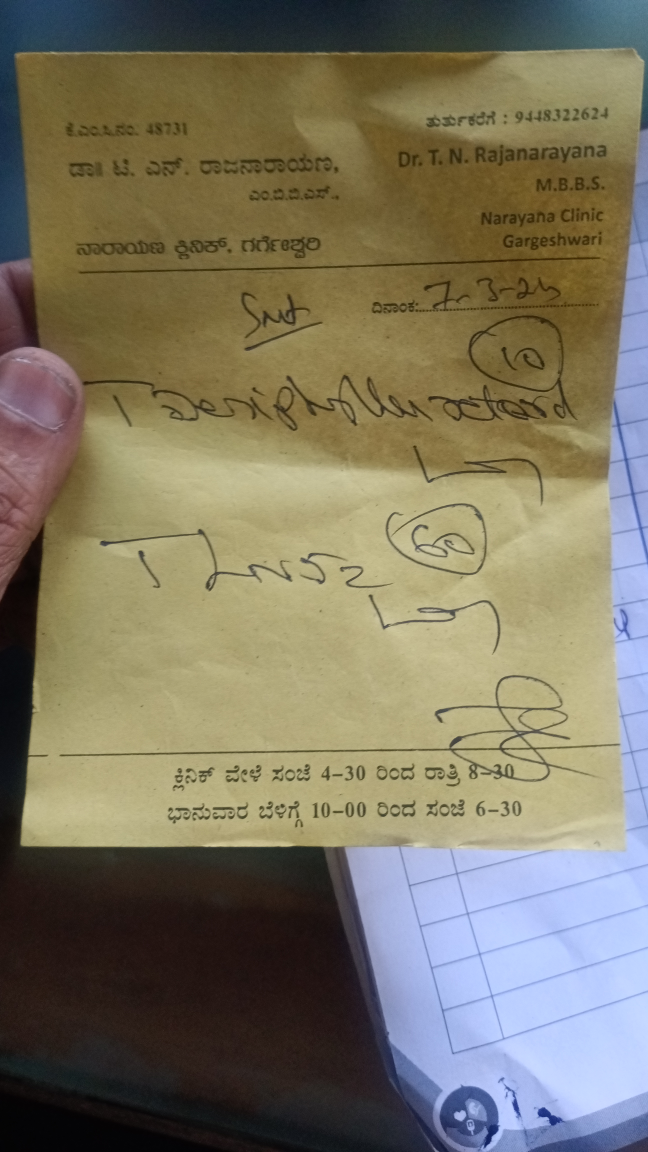 ಕೆ.ಎಂ.ಸಿ.ನಂ. 48731
ತುರ್ತುಕರೆಗೆ : 9448322624
ಡಾ॥ ಟಿ. ಎನ್. ರಾಜನಾರಾಯಣ,
ಎಂ.ಬಿ.ಬಿ.ಎಸ್.,
Dr. T. N. Rajanarayana
M.B.B.S.
ನಾರಾಯಣ ಕ್ಲಿನಿಕ್, ಗರ್ಗೇಶ್ವರಿ
Narayana Clinic
Gargeshwari
ದಿನಾಂಕ: 7-3-24
10
T
60
T
ಕ್ಲಿನಿಕ್ ವೇಳೆ ಸಂಜೆ 4-30 ರಿಂದ ರಾತ್ರಿ 8-30
ಭಾನುವಾರ ಬೆಳಿಗ್ಗೆ 10-00 ರಿಂದ ಸಂಜೆ 6-30